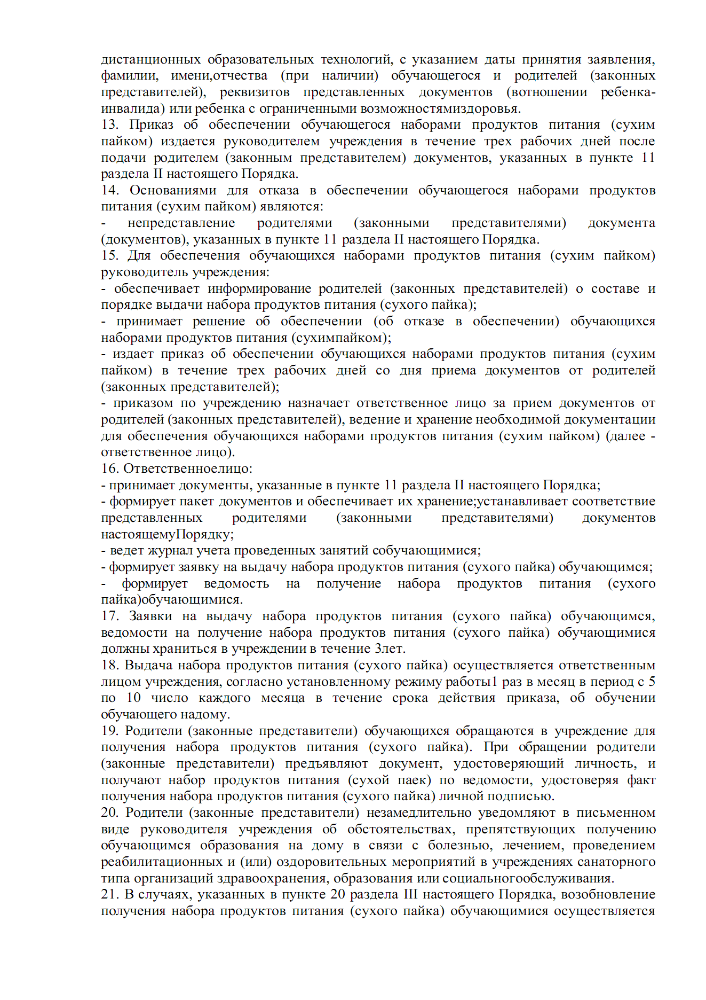 дистанционных образовательных технологий, с указанием даты принятия заявления,
фамилии, имени,отчества (при наличии) обучающегося и родителей (законных
представителей), реквизитов представленных документов (вотношении ребенка-
инвалида) или ребенка с ограниченными возможностямиздоровья.
13. Приказ об обеспечении обучающегося наборами продуктов питания (сухим
пайком) издается руководителем учреждения в течение трех рабочих дней после
подачи родителем (законным представителем) документов, указанных в пункте 11
раздела II настоящего Порядка.
14. Основаниями для отказа в обеспечении обучающегося наборами продуктов
питания (сухим пайком) являются:
- непредставление родителями (законными представителями) документа
(документов), указанных в пункте 11 раздела II настоящего Порядка.
15. Для обеспечения обучающихся наборами продуктов питания (сухим пайком)
руководитель учреждения:
- обеспечивает информирование родителей (законных представителей) о составе и
порядке выдачи набора продуктов питания (сухого пайка);
- принимает решение об обеспечении (об отказе в обеспечении) обучающихся
наборами продуктов питания (сухимпайком);
- издает приказ об обеспечении обучающихся наборами продуктов питания (сухим
пайком) в течение трех рабочих дней со дня приема документов от родителей
(законных представителей);
- приказом по учреждению назначает ответственное лицо за прием документов от
родителей (законных представителей), ведение и хранение необходимой документации
для обеспечения обучающихся наборами продуктов питания (сухим пайком) (далее -
ответственное лицо).
16. Ответственноелицо:
- принимает документы, указанные в пункте 11 раздела II настоящего Порядка;
- формирует пакет документов и обеспечивает их хранение;устанавливает соответствие
представленных родителями (законными представителями) документов
настоящемуПорядку;
- ведет журнал учета проведенных занятий собучающимися;
- формирует заявку на выдачу набора продуктов питания (сухого пайка) обучающимся;
- формирует ведомость на получение набора продуктов питания (сухого
пайка)обучающимися.
17. Заявки на выдачу набора продуктов питания (сухого пайка) обучающимся,
ведомости на получение набора продуктов питания (сухого пайка) обучающимися
должны храниться в учреждении в течение 3лет.
18. Выдача набора продуктов питания (сухого пайка) осуществляется ответственным
лицом учреждения, согласно установленному режиму работы1 раз в месяц в период с 5
по 10 число каждого месяца в течение срока действия приказа, об обучении
обучающего надому.
19. Родители (законные представители) обучающихся обращаются в учреждение для
получения набора продуктов питания (сухого пайка). При обращении родители
(законные представители) предъявляют документ, удостоверяющий личность, и
получают набор продуктов питания (сухой паек) по ведомости, удостоверяя факт
получения набора продуктов питания (сухого пайка) личной подписью.
20. Родители (законные представители) незамедлительно уведомляют в письменном
виде руководителя учреждения об обстоятельствах, препятствующих получению
обучающимся образования на дому в связи с болезнью, лечением, проведением
реабилитационных и (или) оздоровительных мероприятий в учреждениях санаторного
типа организаций здравоохранения, образования или социальногообслуживания.
21. В случаях, указанных в пункте 20 раздела III настоящего Порядка, возобновление
получения набора продуктов питания (сухого пайка) обучающимися осуществляется